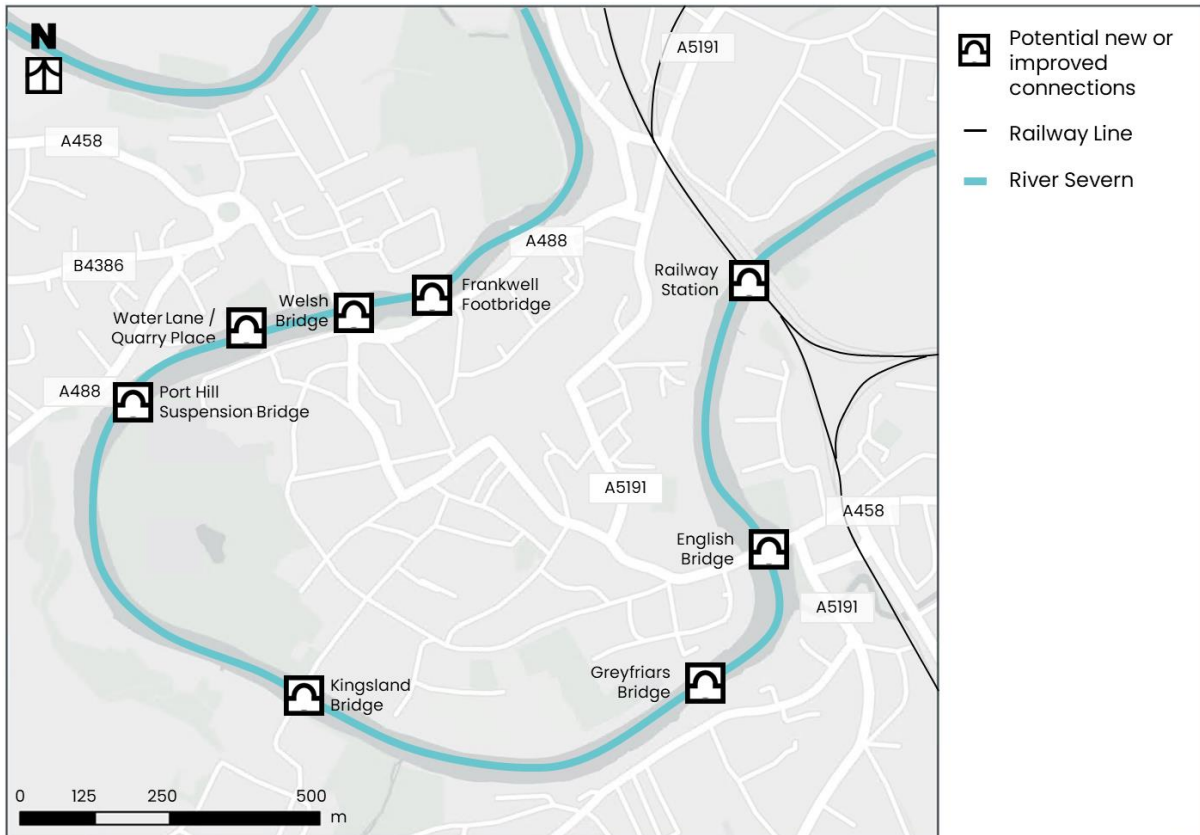 N
A5191
A458
A488
B4386
Railway
Station
Frankwell
Footbridge
Welsh
Bridge
Water Lane /
Quarry Place
A488
Port Hill
Suspension Bridge
A5191
A458
English
Bridge
A5191
Greyfriars
Bridge
Kingsland
Bridge
0 125 250 500
m
Potential new or
improved
connections
Railway Line
River Severn